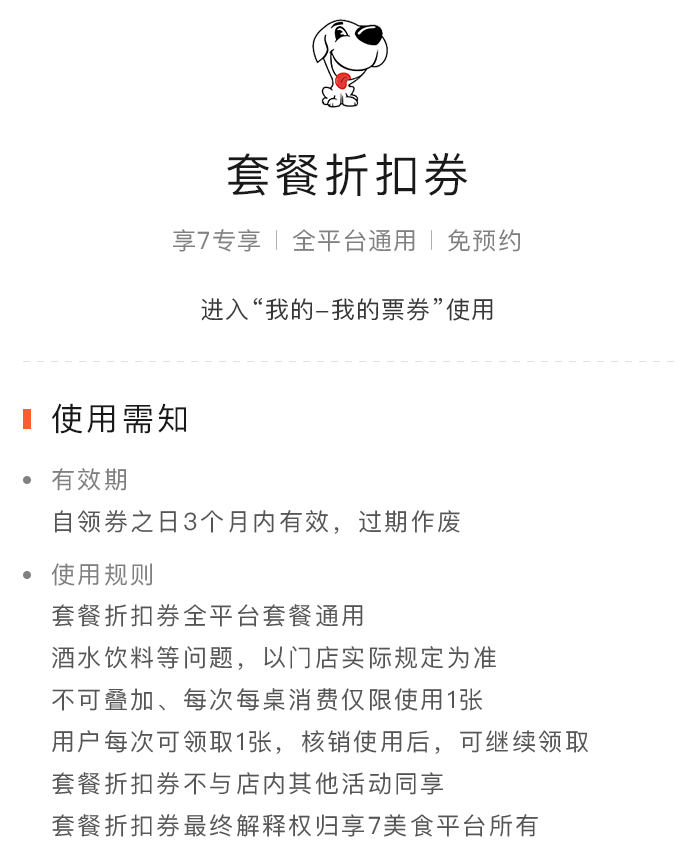 套餐折扣券
享7专享 | 全平台通用 | 免预约
进入“我的–我的票券”使用
使用需知
有效期
自领券之日3个月内有效，过期作废
使用规则
套餐折扣券全平台套餐通用
酒水饮料等问题，以门店实际规定为准
不可叠加、每次每桌消费仅限使用1张
用户每次可领取1张，核销使用后，可继续领取
套餐折扣券不与店内其他活动同享
套餐折扣券最终解释权归享7美食平台所有